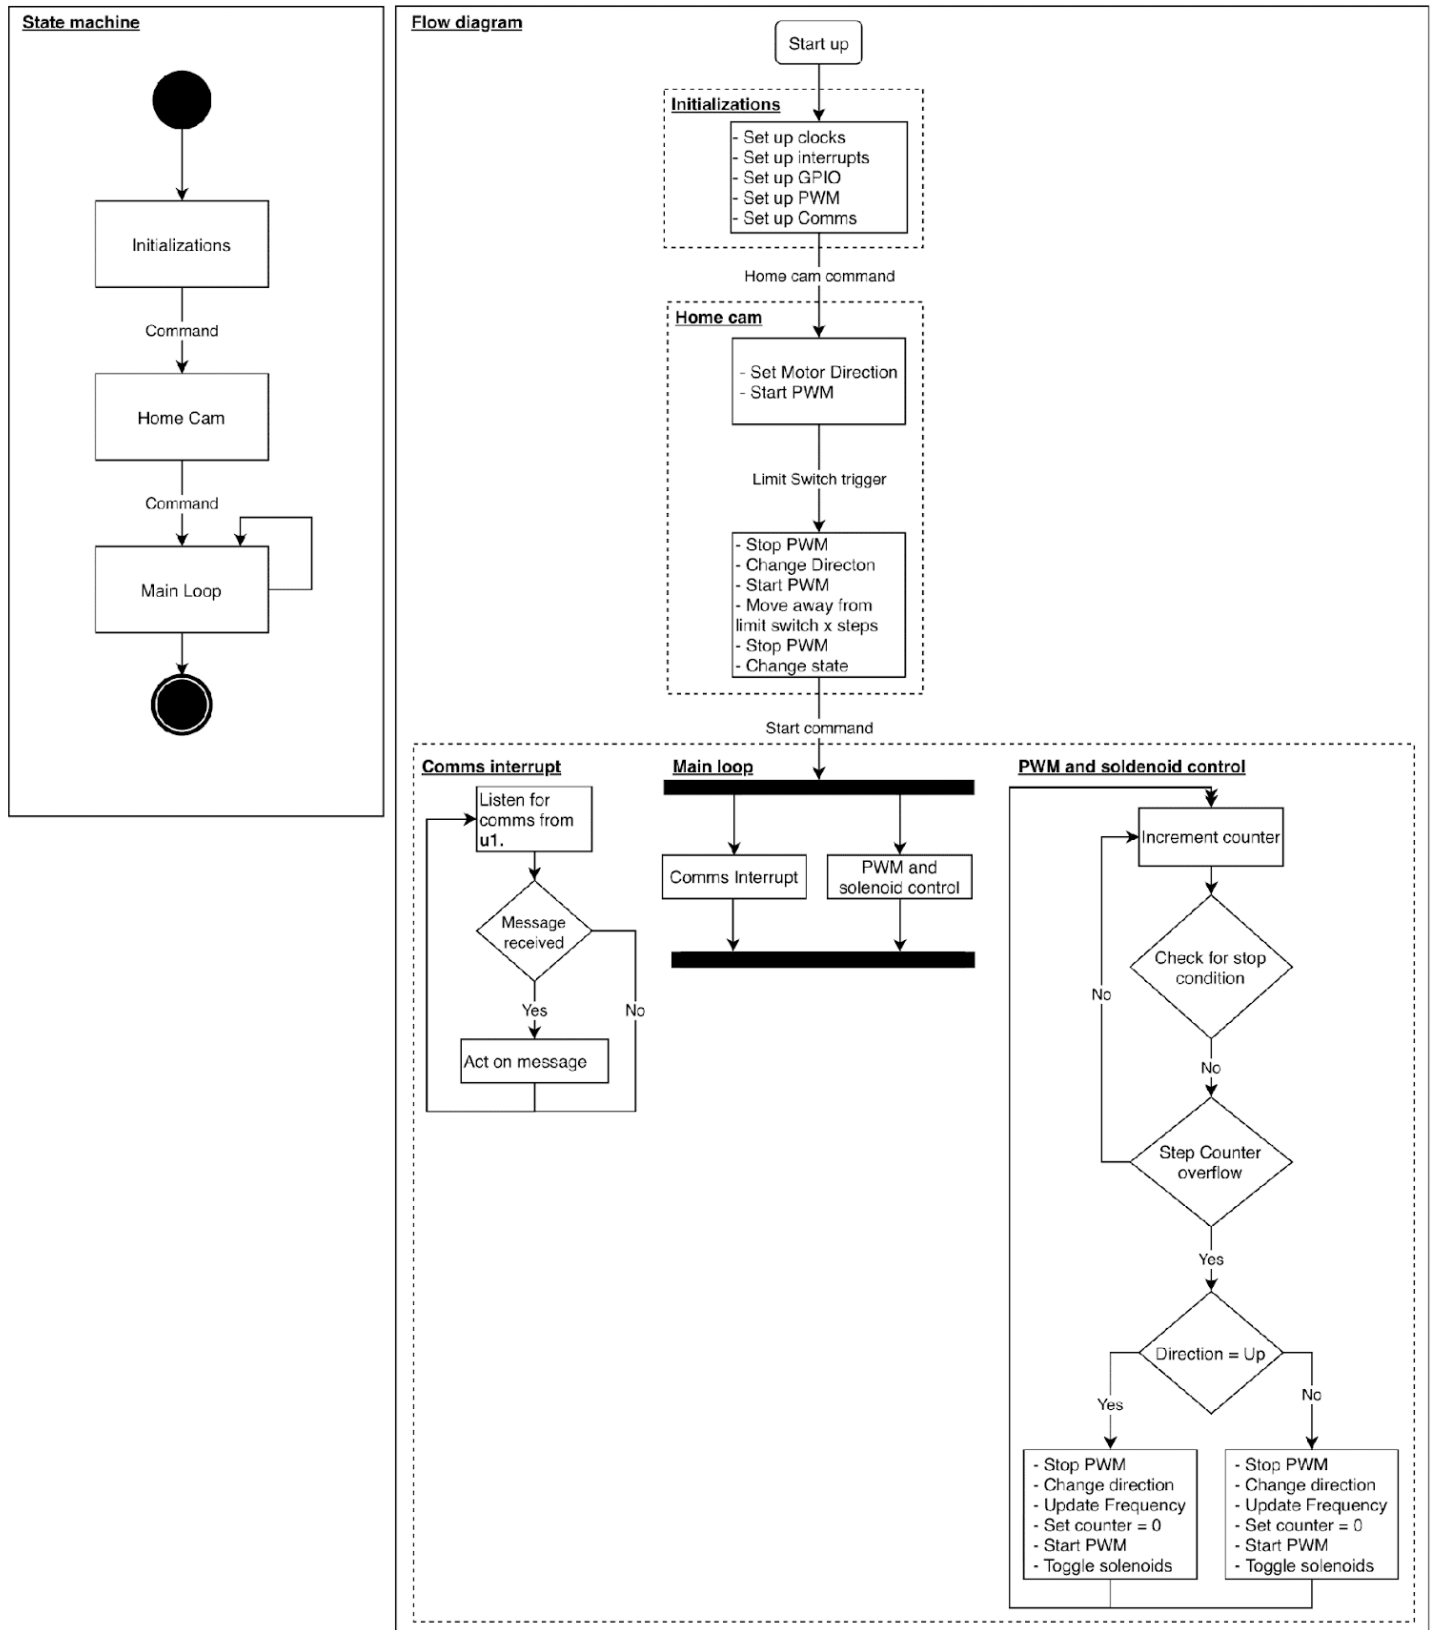 State machine
Initializations
Command
Home Cam
Command
Main Loop
Flow diagram
Start up
Initializations
- Set up clocks
- Set up interrupts
- Set up GPIO
- Set up PWM
- Set up Comms
Home cam command
Home cam
- Set Motor Direction
- Start PWM
Limit Switch trigger
- Stop PWM
- Change Directon
- Start PWM
- Move away from
limit switch x steps
- Stop PWM
- Change state
Start command
Comms interrupt
Listen for
comms from
u1.
Message
received
Yes
No
Act on message
Main loop
Comms Interrupt
PWM and
solenoid control
PWM and soldenoid control
Increment counter
Check for stop
condition
No
No
Step Counter
overflow
Yes
Direction = Up
Yes
No
- Stop PWM
- Change direction
- Update Frequency
- Set counter = 0
- Start PWM
- Toggle solenoids
- Stop PWM
- Change direction
- Update Frequency
- Set counter = 0
- Start PWM
- Toggle solenoids